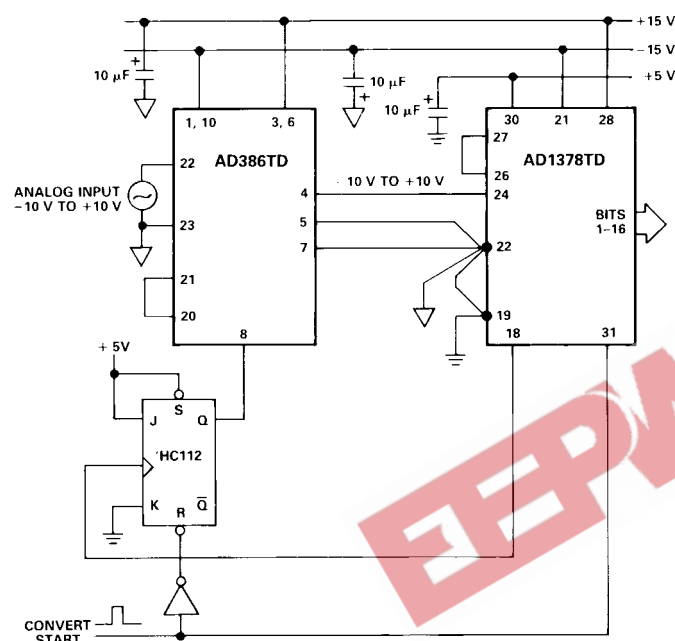 +15 V
−15 V
+5 V
10 µF
+
10 µF
+
10 µF
+
1, 10
3, 6
30
21
28
AD386TD
AD1378TD
22
27
26
ANALOG INPUT
−10 V TO +10 V
4
10 V TO +10 V
24
23
5
BITS
1–16
7
22
21
20
19
8
18
31
+ 5V
S
J
Q
'HC112
K
R
Q
CONVERT
START
EEPW